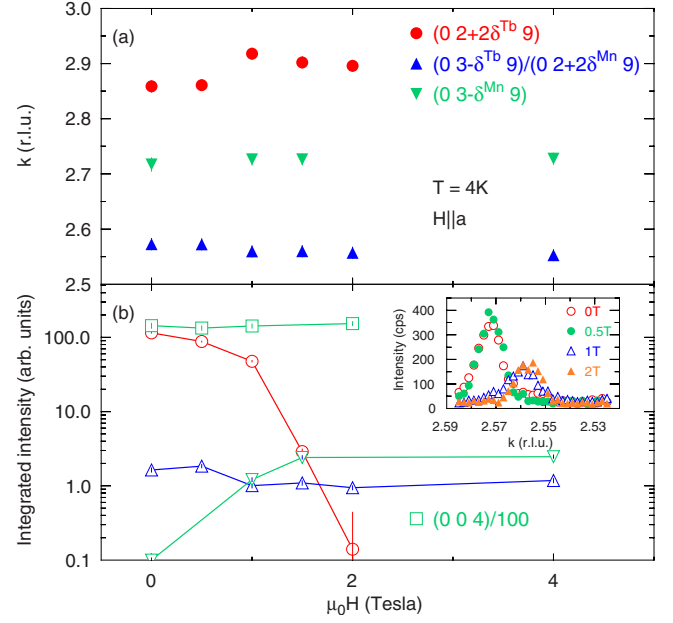 (a)
(0 2+2δ^Tb 9)
(0 3-δ^Tb 9)/(0 2+2δ^Mn 9)
(0 3-δ^Mn 9)
T = 4K
H||a
k (r.l.u.)
3.0
2.9
2.8
2.7
2.6
2.5
(b)
Integrated intensity (arb. units)
100.0
10.0
1.0
0.1
Intensity (cps)
400
300
200
100
0
0T
0.5T
1T
2T
2.59
2.57
2.55
2.53
k (r.l.u.)
(0 0 4)/100
0
2
4
μ₀H (Tesla)